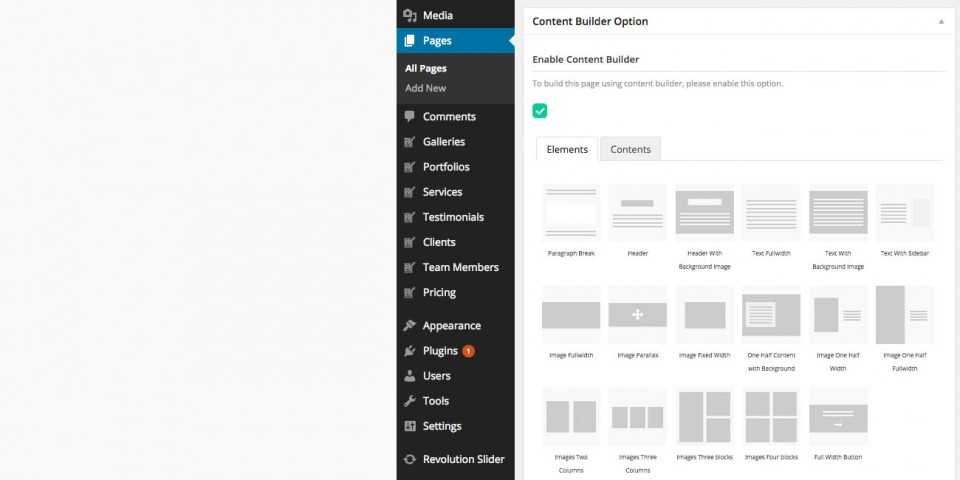 Media
Pages
All Pages
Add New
Comments
Galleries
Portfolios
Services
Testimonials
Clients
Team Members
Pricing
Appearance
Plugins 1
Users
Tools
Settings
Revolution Slider
Content Builder Option
Enable Content Builder
To build this page using content builder, please enable this option.
Elements Contents
Paragraph Break
Header
Header With
Background Image
Text Fullwidth
Text With
Background Image
Text With Sidebar
Image Fullwidth
Image Parallax
Image Fixed Width
One Half Content
with Background
Image One Half
Width
Image One Half
Fullwidth
Images Two
Columns
Images Three
Columns
Images Three blocks
Images Four blocks
Full Width Button